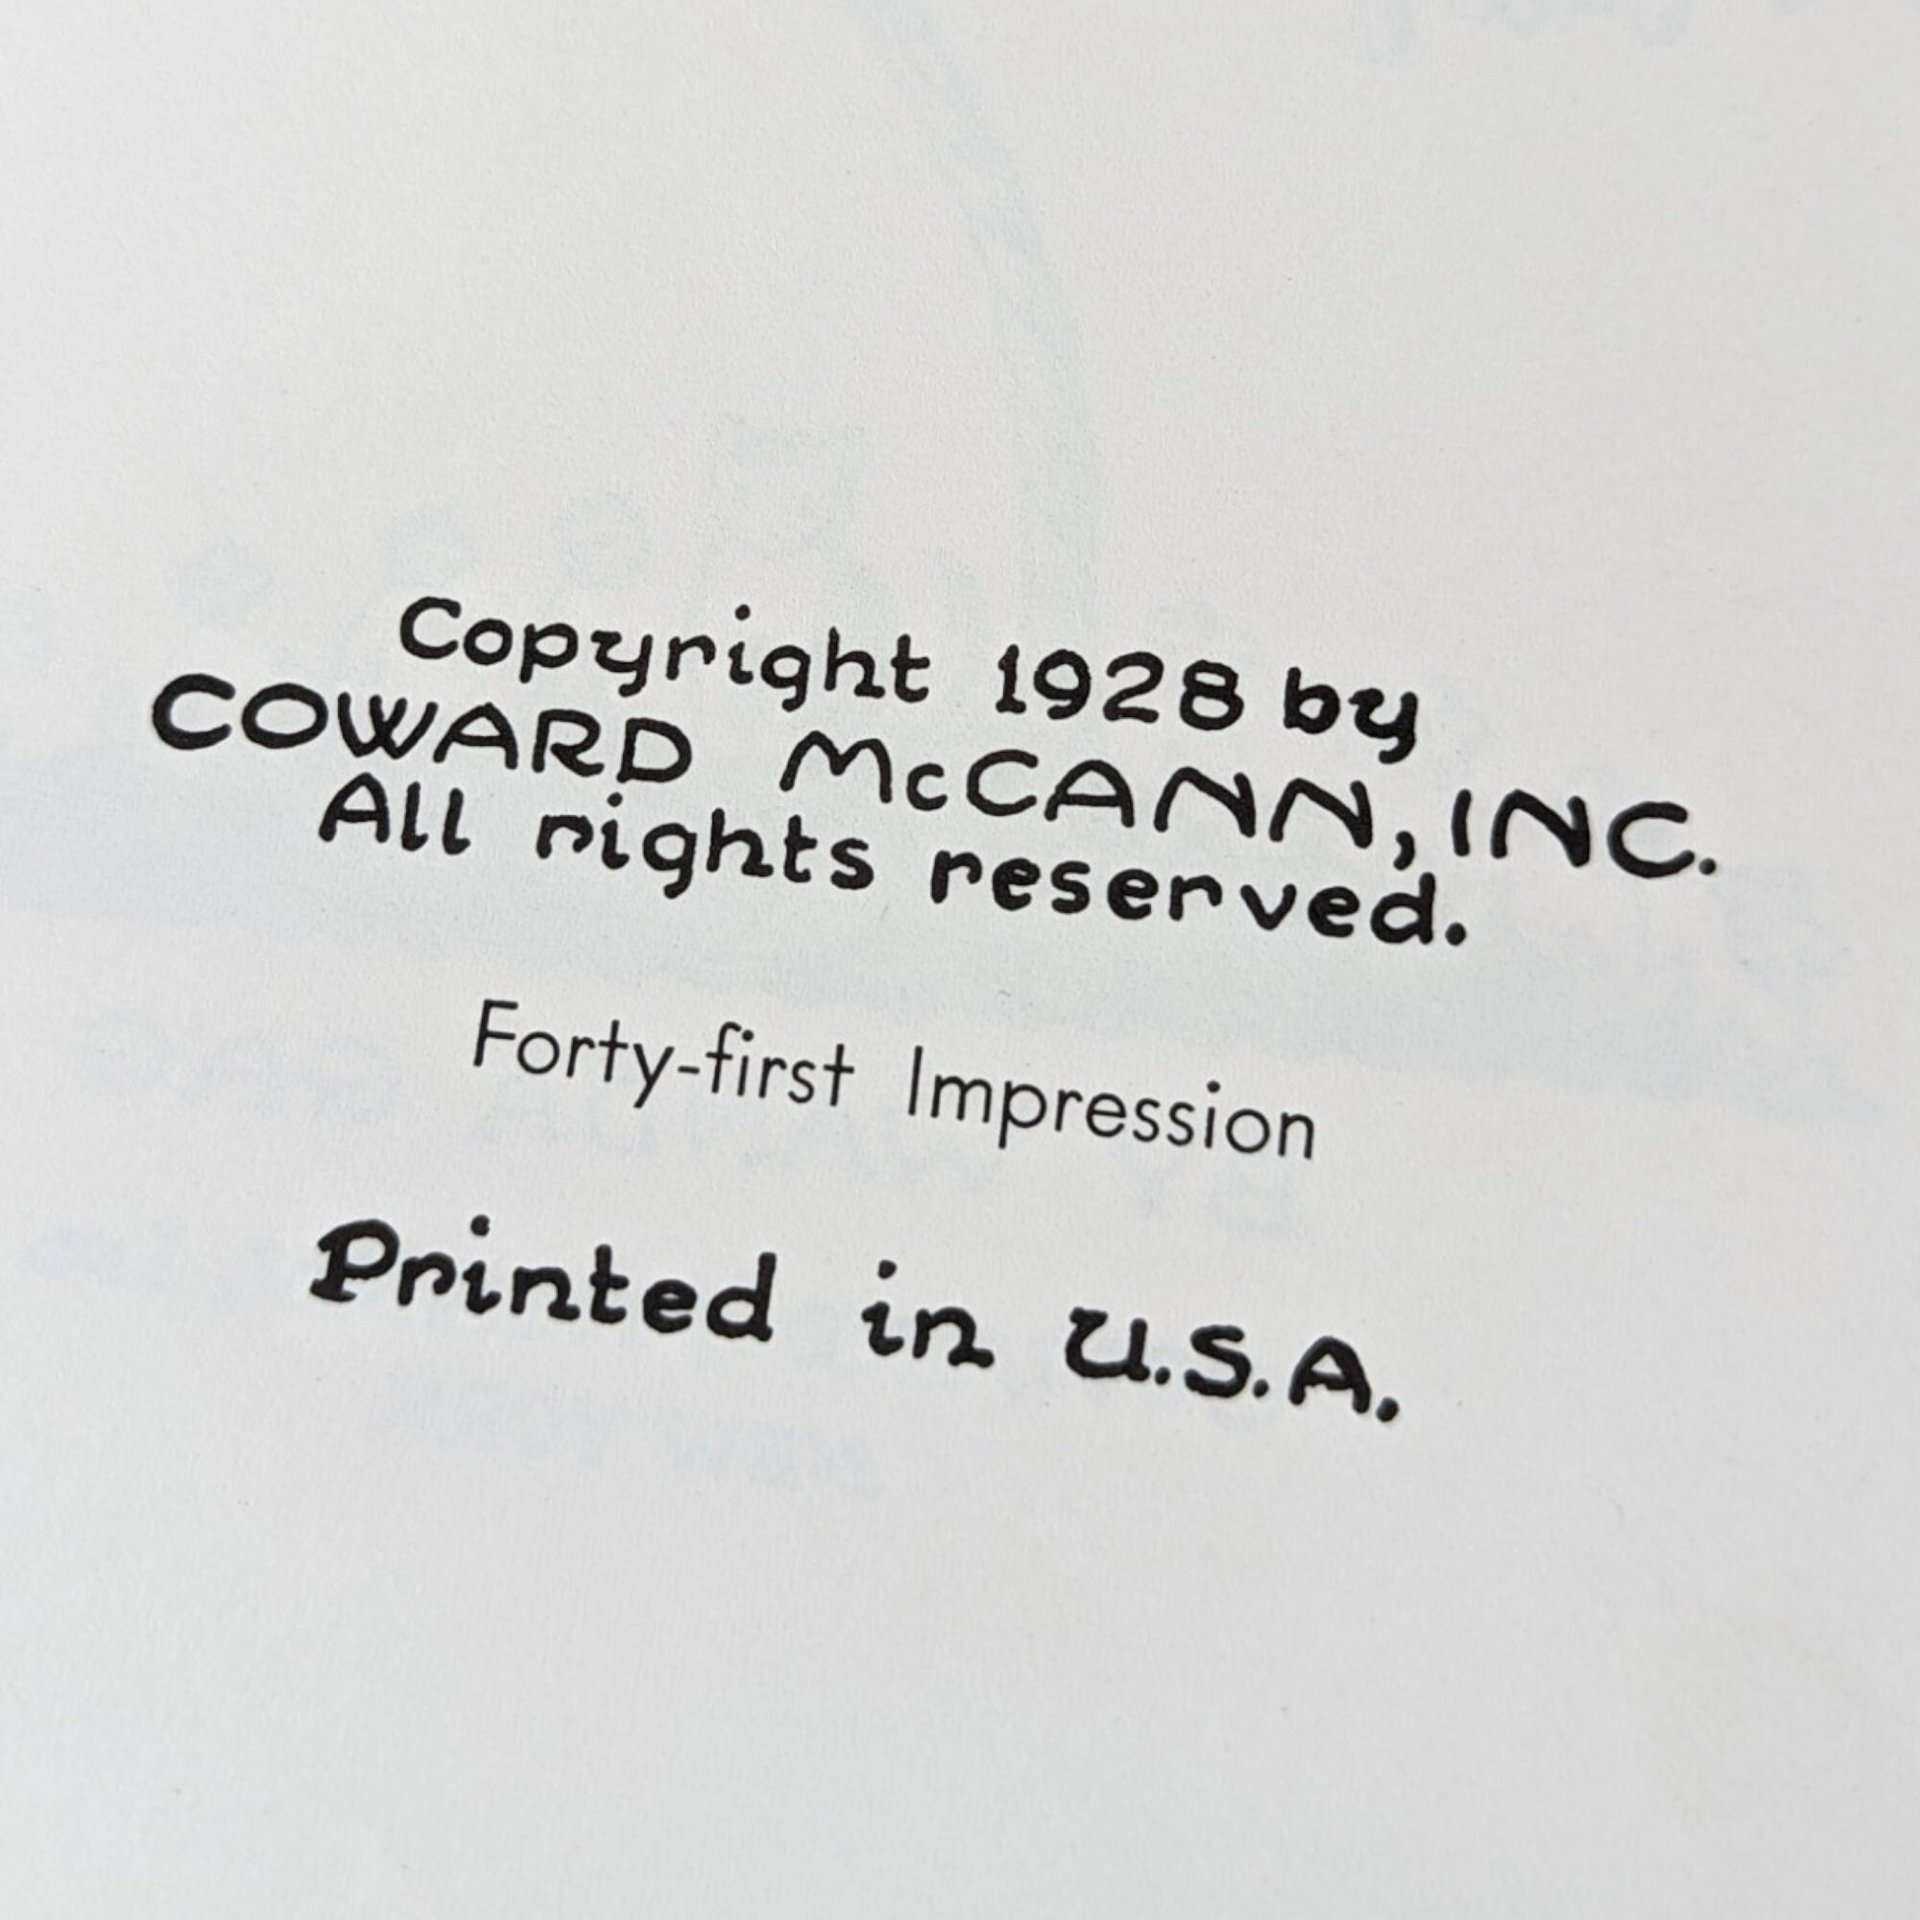 Copyright 1928 by
COWARD McCANN, INC.
All rights reserved.
Forty-first Impression
Printed in U.S.A.